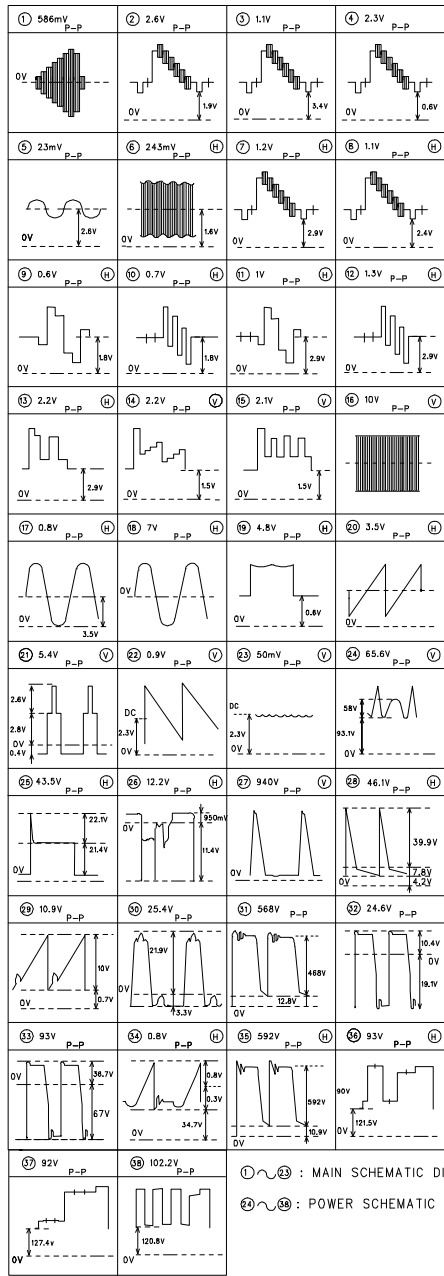 ① 586mV P-P
② 2.6V P-P
③ 1.1V P-P
④ 2.3V P-P
0V
0V 1.9V
0V 3.4V
0V 0.6V
⑤ 23mV P-P
⑥ 243mV P-P Ⓗ
⑦ 1.2V P-P Ⓗ
⑧ 1.1V P-P Ⓗ
0V 2.6V
0V 1.6V
0V 2.9V
0V 2.4V
⑨ 0.6V P-P Ⓗ
⑩ 0.7V P-P Ⓗ
⑪ 1V P-P Ⓗ
⑫ 1.3V P-P Ⓗ
0V 1.8V
0V 1.8V
0V 2.9V
0V 2.9V
⑬ 2.2V P-P Ⓗ
⑭ 2.2V P-P Ⓥ
⑮ 2.1V P-P Ⓥ
⑯ 10V P-P Ⓥ
0V 2.9V
0V 1.5V
0V 1.5V
⑰ 0.8V P-P Ⓗ
⑱ 7V P-P Ⓗ
⑲ 4.8V P-P Ⓗ
⑳ 3.5V P-P Ⓗ
0V 3.5V
0V
0V 0.6V
0V
㉑ 5.4V P-P Ⓥ
㉒ 0.9V P-P Ⓥ
㉓ 50mV P-P Ⓥ
㉔ 65.6V P-P Ⓥ
2.6V
2.8V
0V
0.4V
DC
2.3V
0V
DC
2.3V
0V
58V
93.1V
0V
㉕ 43.5V P-P Ⓗ
㉖ 12.2V P-P Ⓗ
㉗ 940V P-P Ⓥ
㉘ 46.1V P-P Ⓗ
22.1V
21.4V
0V
950mV
0V
11.4V
0V
39.9V
7.8V
0V 4.2V
㉙ 10.9V P-P
㉚ 25.4V P-P
㉛ 568V P-P
㉜ 24.6V P-P
10V
0V 0.7V
21.9V
0V
3.3V
468V
0V 12.8V
10.4V
0V
19.1V
㉝ 93V P-P
㉞ 0.8V P-P Ⓗ
㉟ 592V P-P Ⓗ
㊱ 93V P-P Ⓗ
36.7V
0V
67V
0.8V
0.3V
0V 34.7V
592V
0V 10.9V
90V
121.5V
0V
㊲ 92V P-P
㊳ 102.2V P-P
127.4V
0V
120.8V
0V
①〜㉓ : MAIN SCHEMATIC DI
㉔〜㊳ : POWER SCHEMATIC